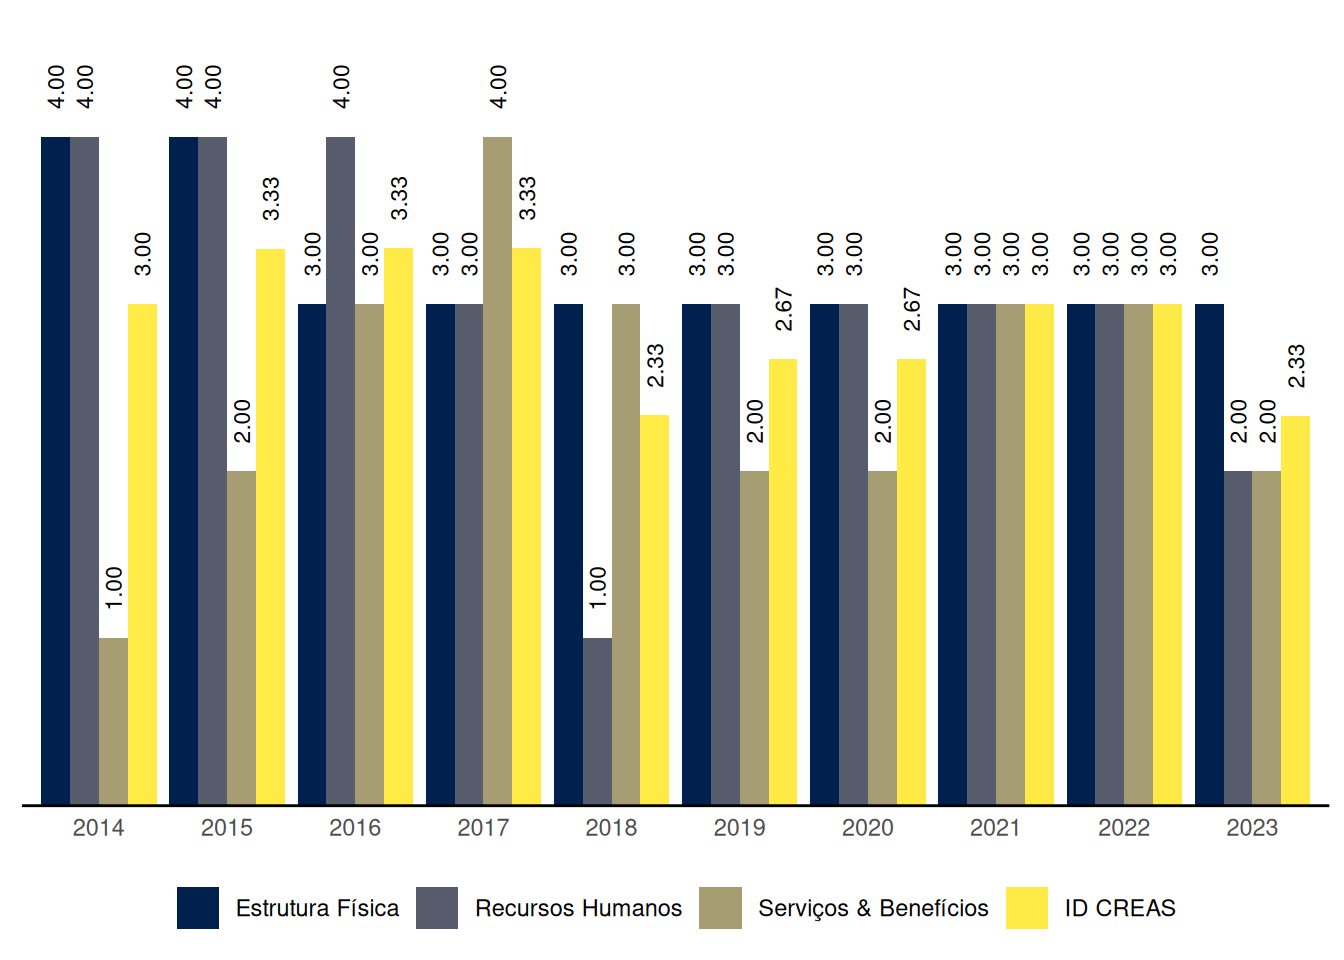 4.00 4.00 1.00 3.00
4.00 4.00 2.00 3.33
3.00 4.00 3.00 3.33
3.00 3.00 4.00 3.33
3.00 1.00 3.00 2.33
3.00 3.00 2.00 2.67
3.00 3.00 2.00 2.67
3.00 3.00 3.00 3.00
3.00 3.00 3.00 3.00
3.00 2.00 2.00 2.33
2014 2015 2016 2017 2018 2019 2020 2021 2022 2023
Estrutura Física Recursos Humanos Serviços & Benefícios ID CREAS